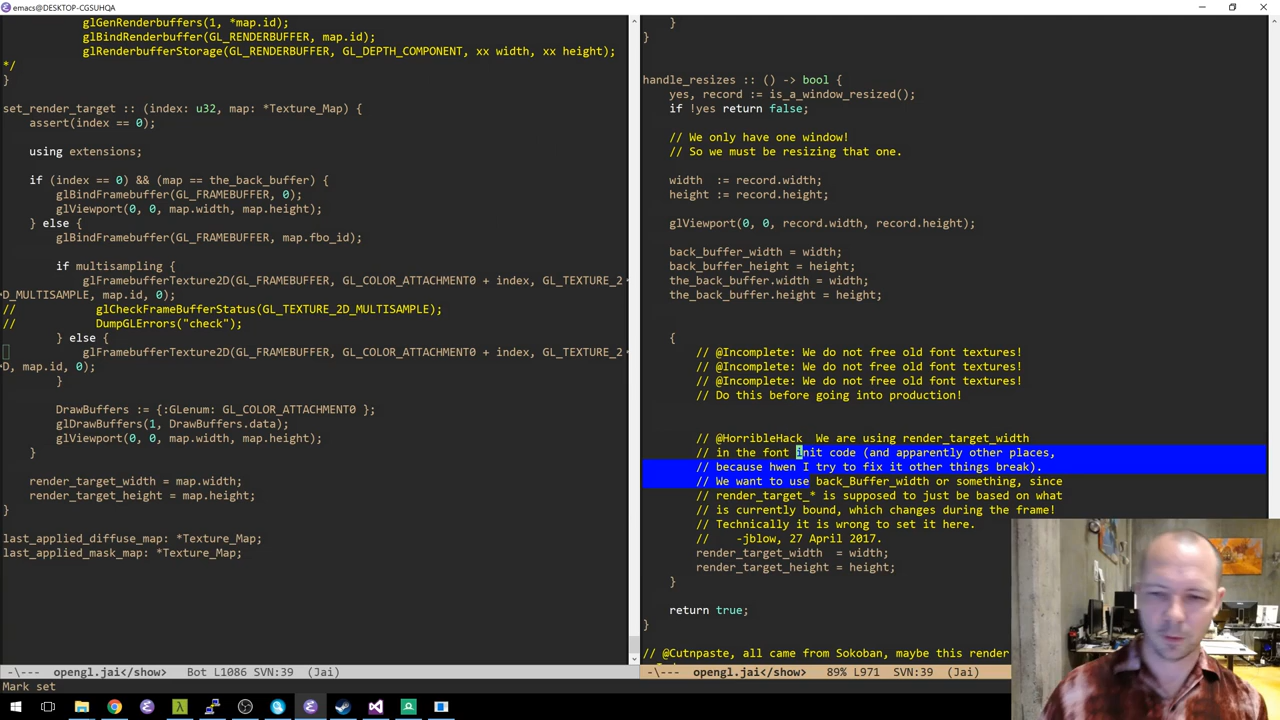 emacs@DESKTOP-CGSUHQA
glGenRenderbuffers(1, *map.id);
glBindRenderbuffer(GL_RENDERBUFFER, map.id);
glRenderbufferStorage(GL_RENDERBUFFER, GL_DEPTH_COMPONENT, xx width, xx height);
*/
}
set_render_target :: (index: u32, map: *Texture_Map) {
assert(index == 0);
using extensions;
if (index == 0) && (map == the_back_buffer) {
glBindFramebuffer(GL_FRAMEBUFFER, 0);
glViewport(0, 0, map.width, map.height);
} else {
glBindFramebuffer(GL_FRAMEBUFFER, map.fbo_id);
if multisampling {
glFramebufferTexture2D(GL_FRAMEBUFFER, GL_COLOR_ATTACHMENT0 + index, GL_TEXTURE_2
D_MULTISAMPLE, map.id, 0);
// glCheckFrameBufferStatus(GL_TEXTURE_2D_MULTISAMPLE);
// DumpGLErrors("check");
} else {
glFramebufferTexture2D(GL_FRAMEBUFFER, GL_COLOR_ATTACHMENT0 + index, GL_TEXTURE_2
D, map.id, 0);
}
DrawBuffers := {:GLenum: GL_COLOR_ATTACHMENT0 };
glDrawBuffers(1, DrawBuffers.data);
glViewport(0, 0, map.width, map.height);
}
render_target_width = map.width;
render_target_height = map.height;
}
last_applied_diffuse_map: *Texture_Map;
last_applied_mask_map: *Texture_Map;
-\--- opengl.jai</show> Bot L1086 SVN:39 (Jai)
}
}
handle_resizes :: () -> bool {
yes, record := is_a_window_resized();
if !yes return false;
// We only have one window!
// So we must be resizing that one.
width := record.width;
height := record.height;
glViewport(0, 0, record.width, record.height);
back_buffer_width = width;
back_buffer_height = height;
the_back_buffer.width = width;
the_back_buffer.height = height;
{
// @Incomplete: We do not free old font textures!
// @Incomplete: We do not free old font textures!
// @Incomplete: We do not free old font textures!
// Do this before going into production!
// @HorribleHack We are using render_target_width
// in the font init code (and apparently other places,
// because hwen I try to fix it other things break).
// We want to use back_Buffer_width or something, since
// render_target_* is supposed to just be based on what
// is currently bound, which changes during the frame!
// Technically it is wrong to set it here.
// -jblow, 27 April 2017.
render_target_width = width;
render_target_height = height;
}
return true;
}
// @Cutnpaste, all came from Sokoban, maybe this render
-\--- opengl.jai</show> 89% L971 SVN:39 (Jai)
Mark set